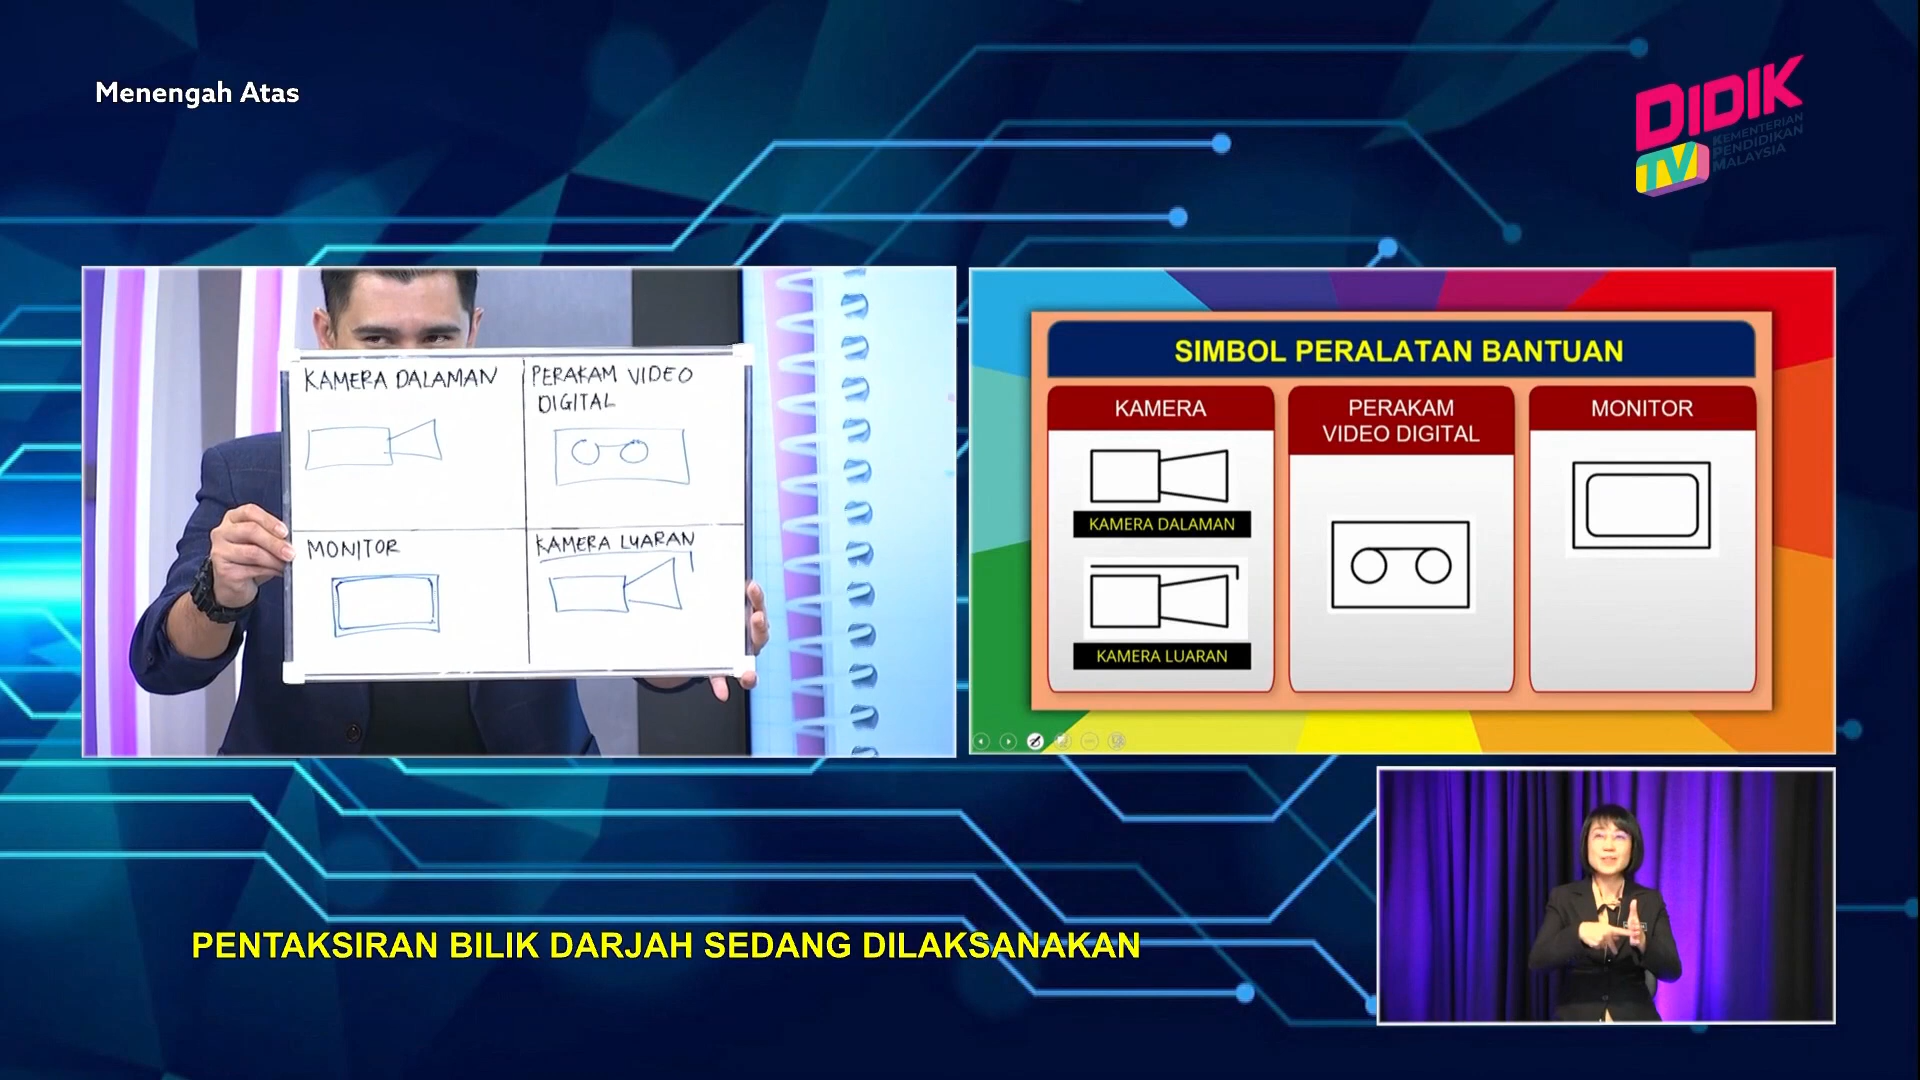 Menengah Atas
DIDIK
TV
KEMENTERIAN
PENDIDIKAN
MALAYSIA
KAMERA DALAMAN
PERAKAM VIDEO
DIGITAL
MONITOR
KAMERA LUARAN
SIMBOL PERALATAN BANTUAN
KAMERA
KAMERA DALAMAN
KAMERA LUARAN
PERAKAM
VIDEO DIGITAL
MONITOR
PENTAKSIRAN BILIK DARJAH SEDANG DILAKSANAKAN